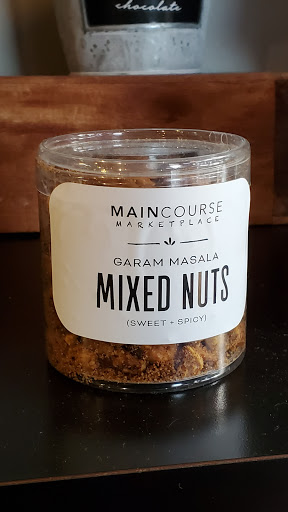 chocolate
MAINCOURSE
MARKETPLACE
GARAM MASALA
MIXED NUTS
(SWEET + SPICY)